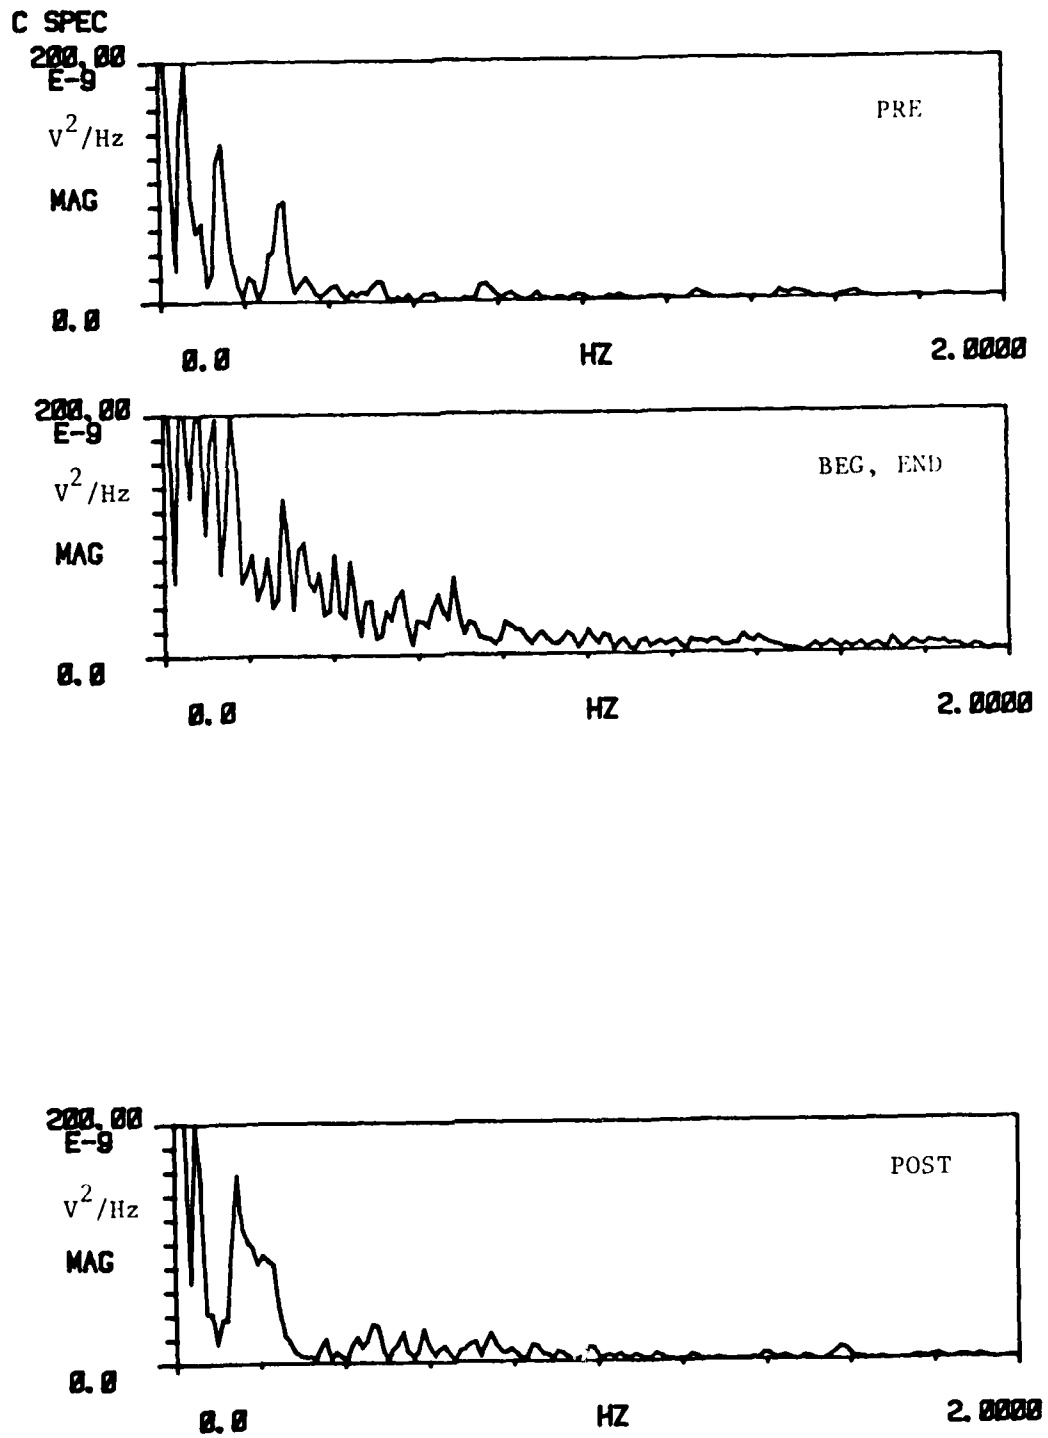 C SPEC
200.00
E-9
PRE
V²/Hz
MAG
0.0
0.0 HZ 2.0000
200.00
E-9
BEG, END
V²/Hz
MAG
0.0
0.0 HZ 2.0000
200.00
E-9
POST
V²/Hz
MAG
0.0
0.0 HZ 2.0000